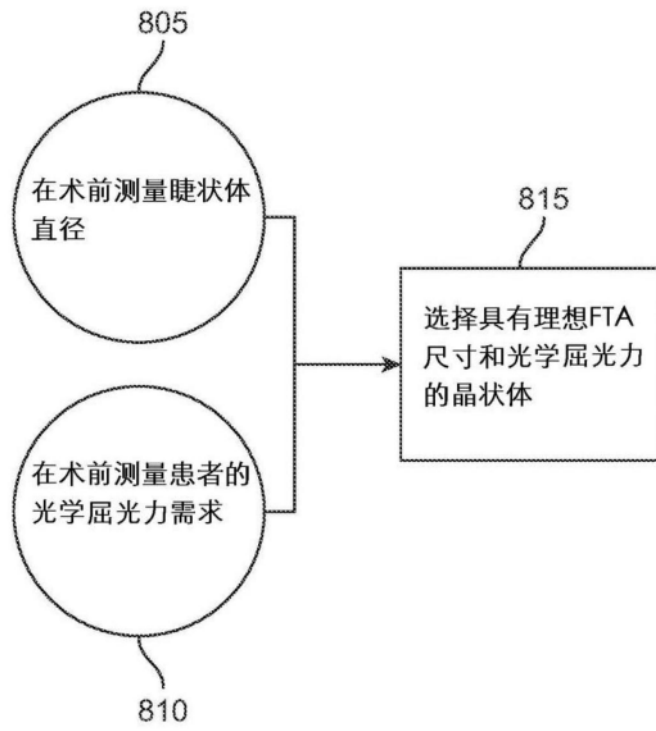 805
在术前测量睫状体
直径
815
选择具有理想FTA
尺寸和光学屈光力
的晶状体
在术前测量患者的
光学屈光力需求
810